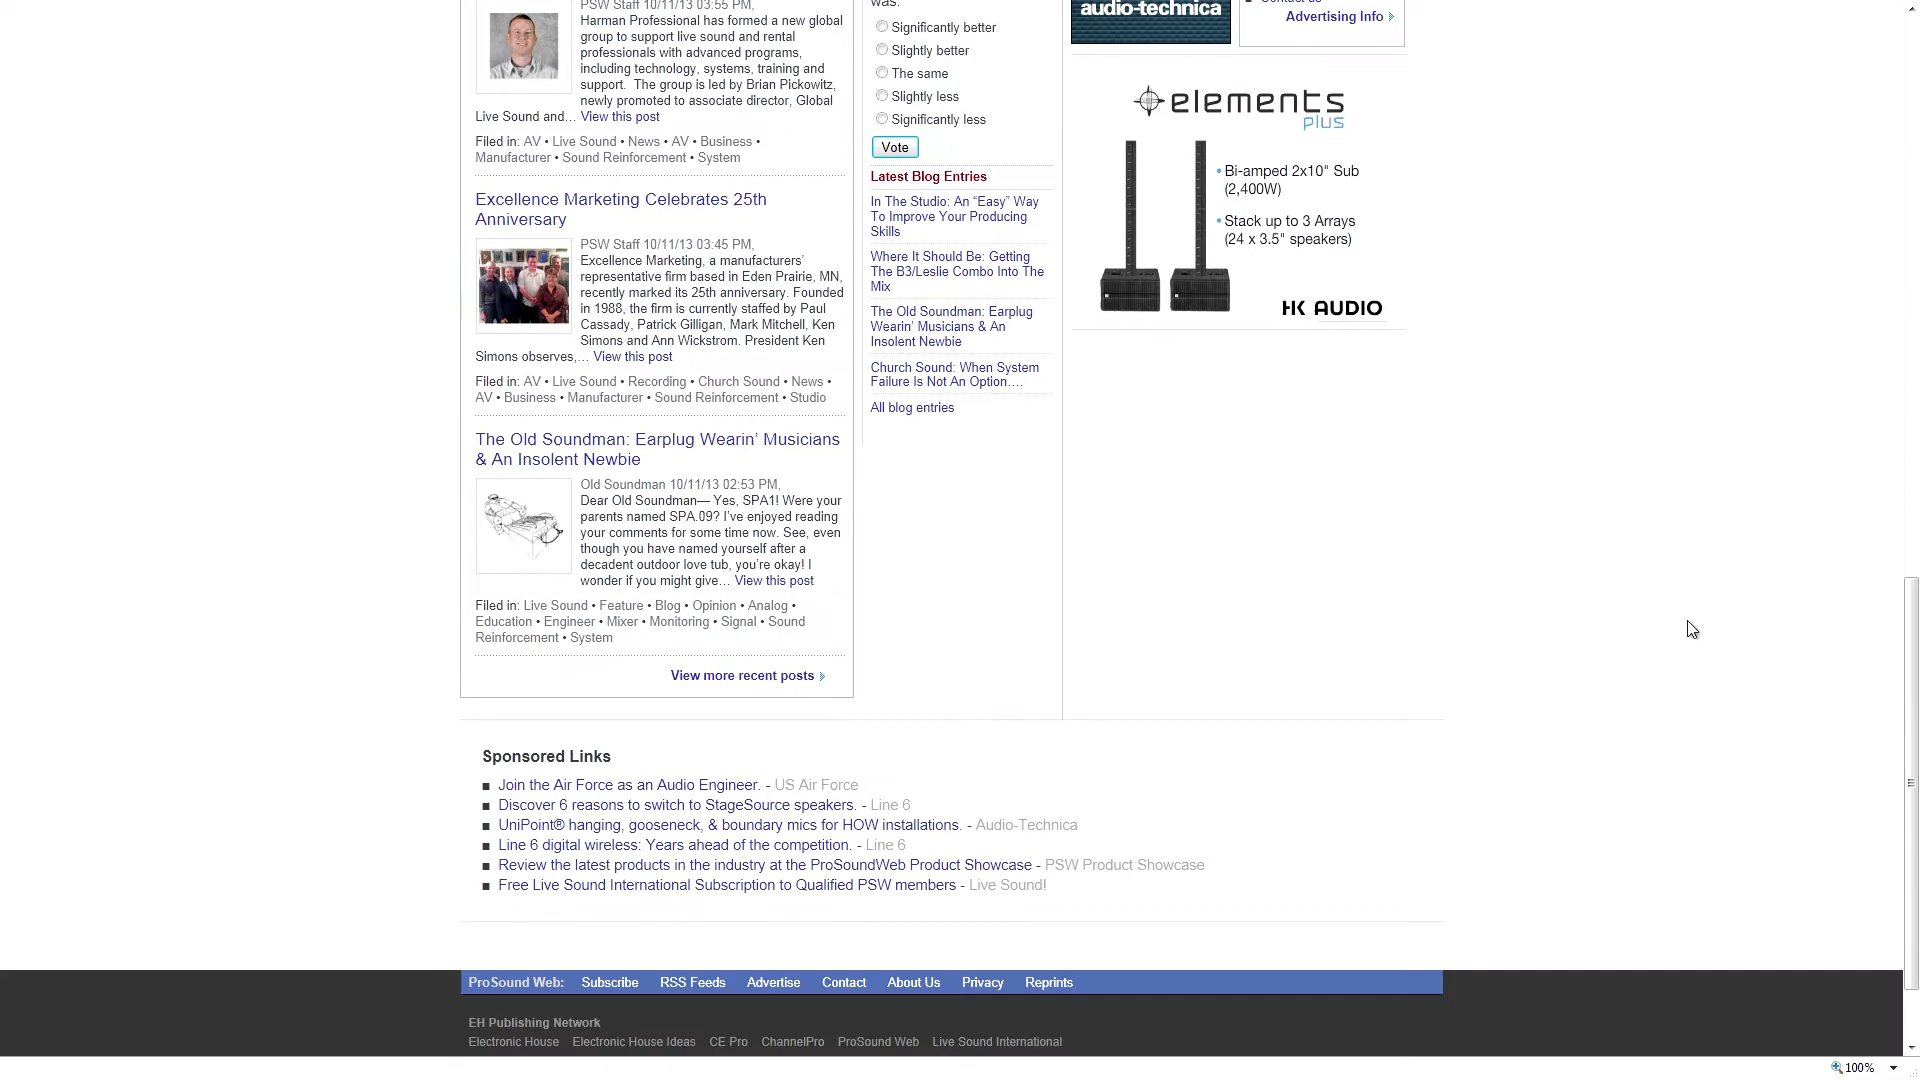 PSW Staff 10/11/13 03:55 PM,
Harman Professional has formed a new global
group to support live sound and rental
professionals with advanced programs,
including technology, systems, training and
support.  The group is led by Brian Pickowitz,
newly promoted to associate director, Global
Live Sound and… View this post
Filed in: AV • Live Sound • News • AV • Business •
Manufacturer • Sound Reinforcement • System
Excellence Marketing Celebrates 25th
Anniversary
PSW Staff 10/11/13 03:45 PM,
Excellence Marketing, a manufacturers’
representative firm based in Eden Prairie, MN,
recently marked its 25th anniversary. Founded
in 1988, the firm is currently staffed by Paul
Cassady, Patrick Gilligan, Mark Mitchell, Ken
Simons and Ann Wickstrom. President Ken
Simons observes,… View this post
Filed in: AV • Live Sound • Recording • Church Sound • News •
AV • Business • Manufacturer • Sound Reinforcement • Studio
The Old Soundman: Earplug Wearin’ Musicians
& An Insolent Newbie
Old Soundman 10/11/13 02:53 PM,
Dear Old Soundman— Yes, SPA1! Were your
parents named SPA.09? I’ve enjoyed reading
your comments for some time now. See, even
though you have named yourself after a
decadent outdoor love tub, you’re okay! I
wonder if you might give… View this post
Filed in: Live Sound • Feature • Blog • Opinion • Analog •
Education • Engineer • Mixer • Monitoring • Signal • Sound
Reinforcement • System
View more recent posts
was:
Significantly better
Slightly better
The same
Slightly less
Significantly less
Vote
Latest Blog Entries
In The Studio: An “Easy” Way
To Improve Your Producing
Skills
Where It Should Be: Getting
The B3/Leslie Combo Into The
Mix
The Old Soundman: Earplug
Wearin’ Musicians & An
Insolent Newbie
Church Sound: When System
Failure Is Not An Option….
All blog entries
audio-technica
Contact us
Advertising Info
elements
plus
• Bi-amped 2x10" Sub
(2,400W)
• Stack up to 3 Arrays
(24 x 3.5" speakers)
HK AUDIO
Sponsored Links
Join the Air Force as an Audio Engineer. - US Air Force
Discover 6 reasons to switch to StageSource speakers. - Line 6
UniPoint® hanging, gooseneck, & boundary mics for HOW installations. - Audio-Technica
Line 6 digital wireless: Years ahead of the competition. - Line 6
Review the latest products in the industry at the ProSoundWeb Product Showcase - PSW Product Showcase
Free Live Sound International Subscription to Qualified PSW members - Live Sound!
ProSound Web: Subscribe RSS Feeds Advertise Contact About Us Privacy Reprints
EH Publishing Network
Electronic House Electronic House Ideas CE Pro ChannelPro ProSound Web Live Sound International
100%